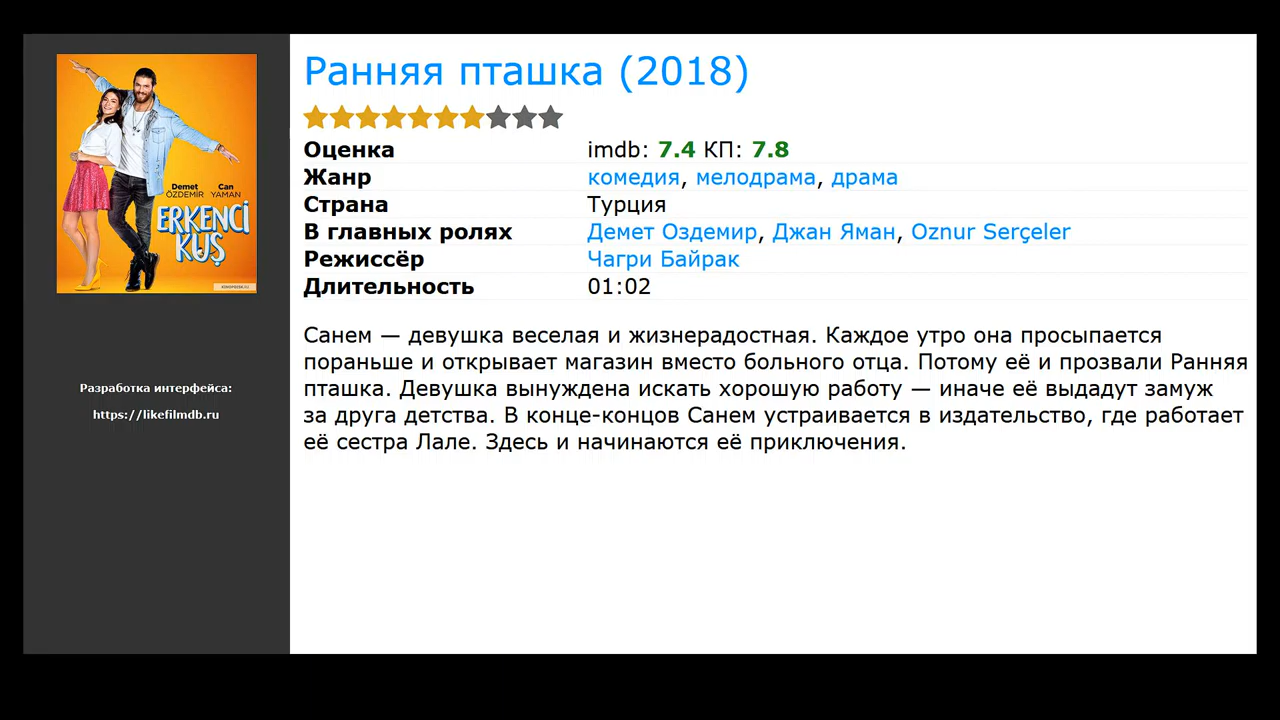 Demet Can
ÖZDEMİR YAMAN
ERKENCİ
KUŞ
Разработка интерфейса:
https://likefilmdb.ru
Ранняя пташка (2018)
Оценка imdb: 7.4 КП: 7.8
Жанр комедия, мелодрама, драма
Страна Турция
В главных ролях Демет Оздемир, Джан Яман, Oznur Serçeler
Режиссёр Чагри Байрак
Длительность 01:02
Санем — девушка веселая и жизнерадостная. Каждое утро она просыпается
пораньше и открывает магазин вместо больного отца. Потому её и прозвали Ранняя
пташка. Девушка вынуждена искать хорошую работу — иначе её выдадут замуж
за друга детства. В конце-концов Санем устраивается в издательство, где работает
её сестра Лале. Здесь и начинаются её приключения.